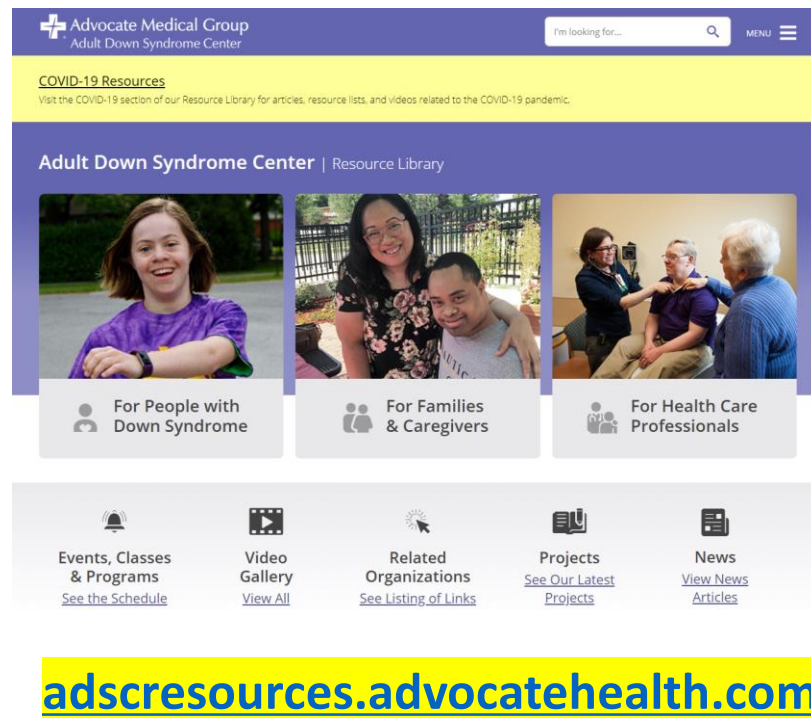 Advocate Medical Group
Adult Down Syndrome Center
I'm looking for...
MENU
COVID-19 Resources
Visit the COVID-19 section of our Resource Library for articles, resource lists, and videos related to the COVID-19 pandemic.
Adult Down Syndrome Center | Resource Library
For People with
Down Syndrome
For Families
& Caregivers
For Health Care
Professionals
Events, Classes
& Programs
See the Schedule
Video
Gallery
View All
Related
Organizations
See Listing of Links
Projects
See Our Latest
Projects
News
View News
Articles
adscresources.advocatehealth.com